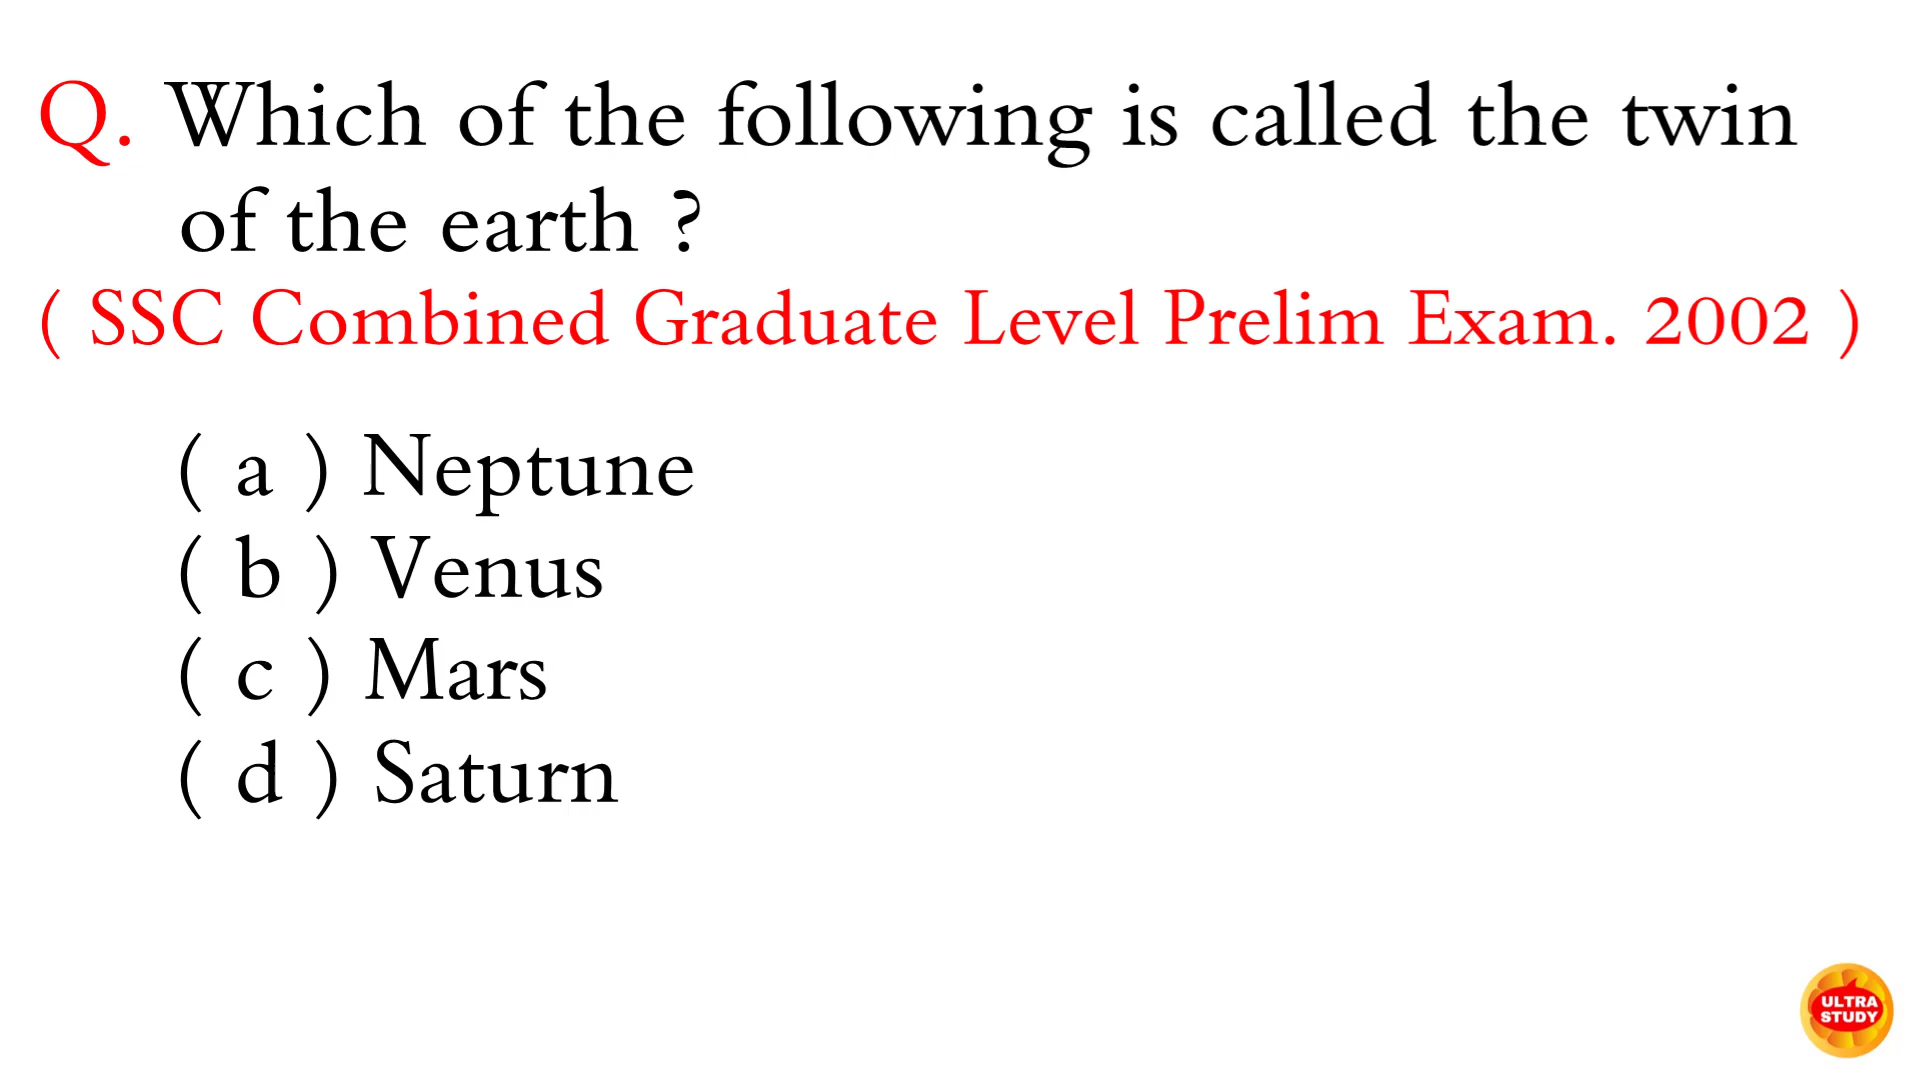 Q. Which of the following is called the twin
of the earth ?
( SSC Combined Graduate Level Prelim Exam. 2002 )
( a ) Neptune
( b ) Venus
( c ) Mars
( d ) Saturn
ULTRA
STUDY